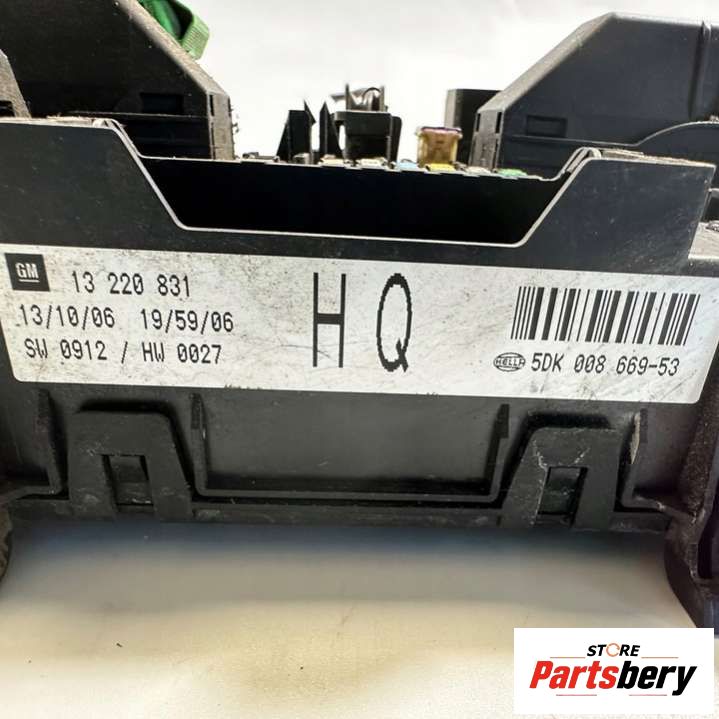 GM 13 220 831
13/10/06 19/59/06
SW 0912 / HW 0027
HQ
HELLA 5DK 008 669-53
STORE
Partsbery